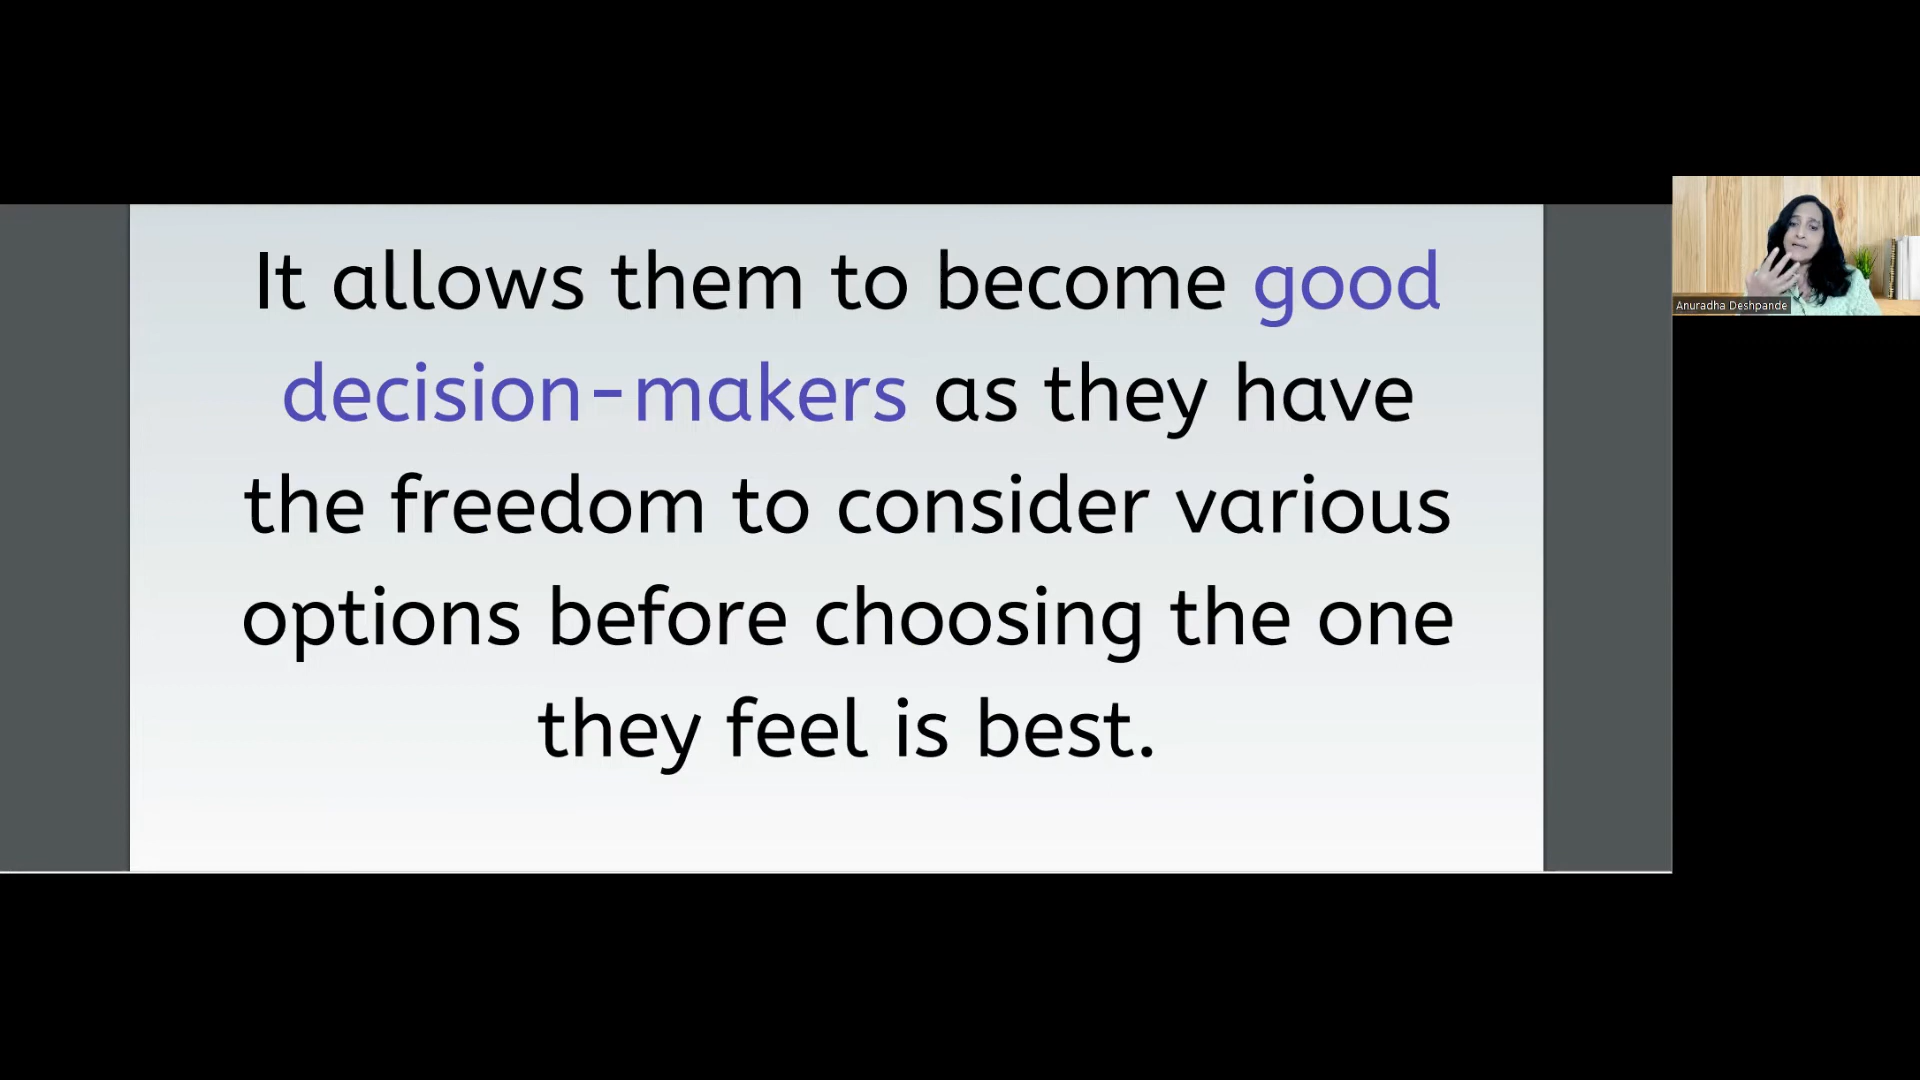 It allows them to become good
decision-makers as they have
the freedom to consider various
options before choosing the one
they feel is best.
Anuradha Deshpande